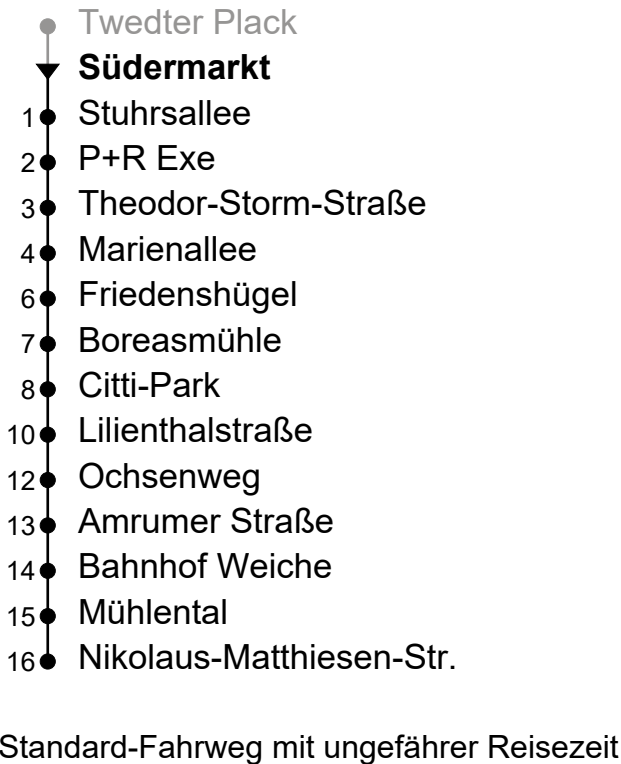 Twedter Plack
Südermarkt
1 Stuhrsallee
2 P+R Exe
3 Theodor-Storm-Straße
4 Marienallee
6 Friedenshügel
7 Boreasmühle
8 Citti-Park
10 Lilienthalstraße
12 Ochsenweg
13 Amrumer Straße
14 Bahnhof Weiche
15 Mühlental
16 Nikolaus-Matthiesen-Str.
Standard-Fahrweg mit ungefährer Reisezeit